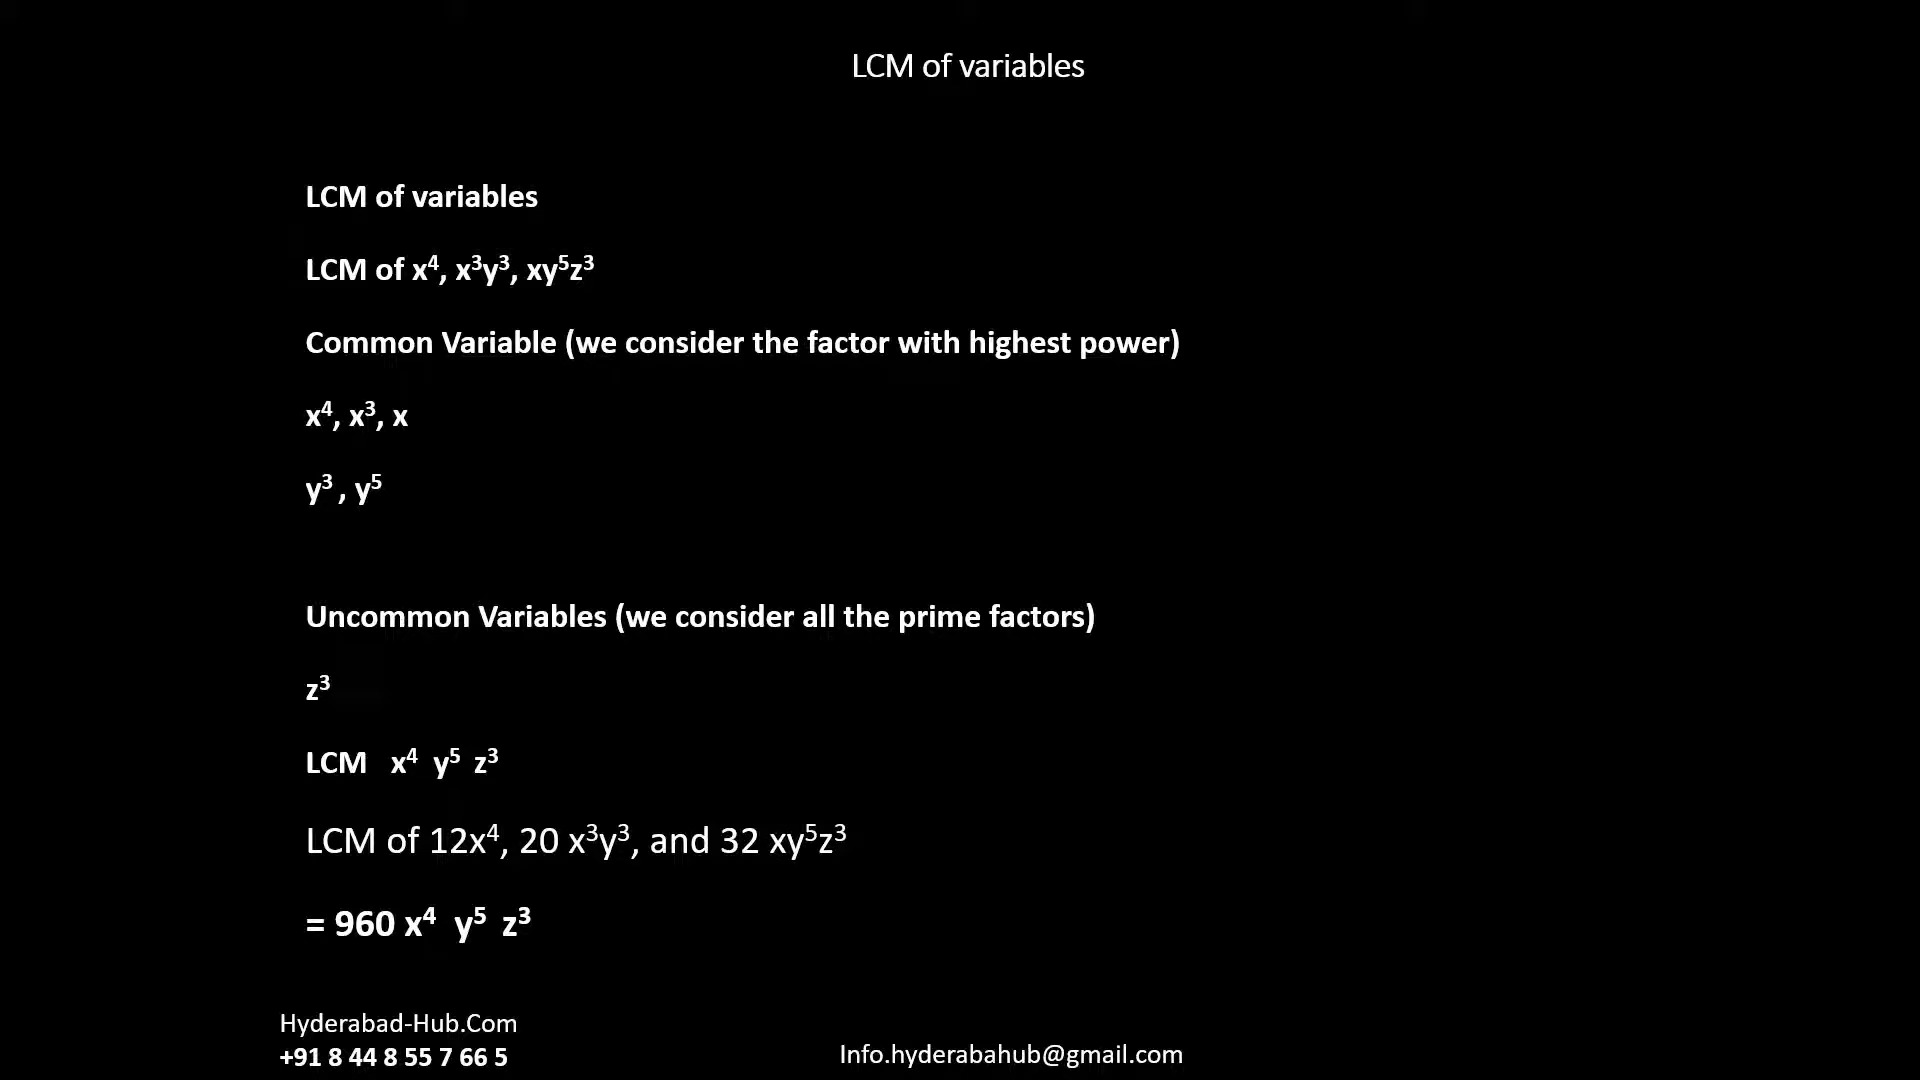 LCM of variables
LCM of variables
LCM of x⁴, x³y³, xy⁵z³
Common Variable (we consider the factor with highest power)
x⁴, x³, x
y³ , y⁵
Uncommon Variables (we consider all the prime factors)
z³
LCM x⁴ y⁵ z³
LCM of 12x⁴, 20 x³y³, and 32 xy⁵z³
= 960 x⁴ y⁵ z³
Hyderabad-Hub.Com
+91 8 44 8 55 7 66 5
Info.hyderabahub@gmail.com